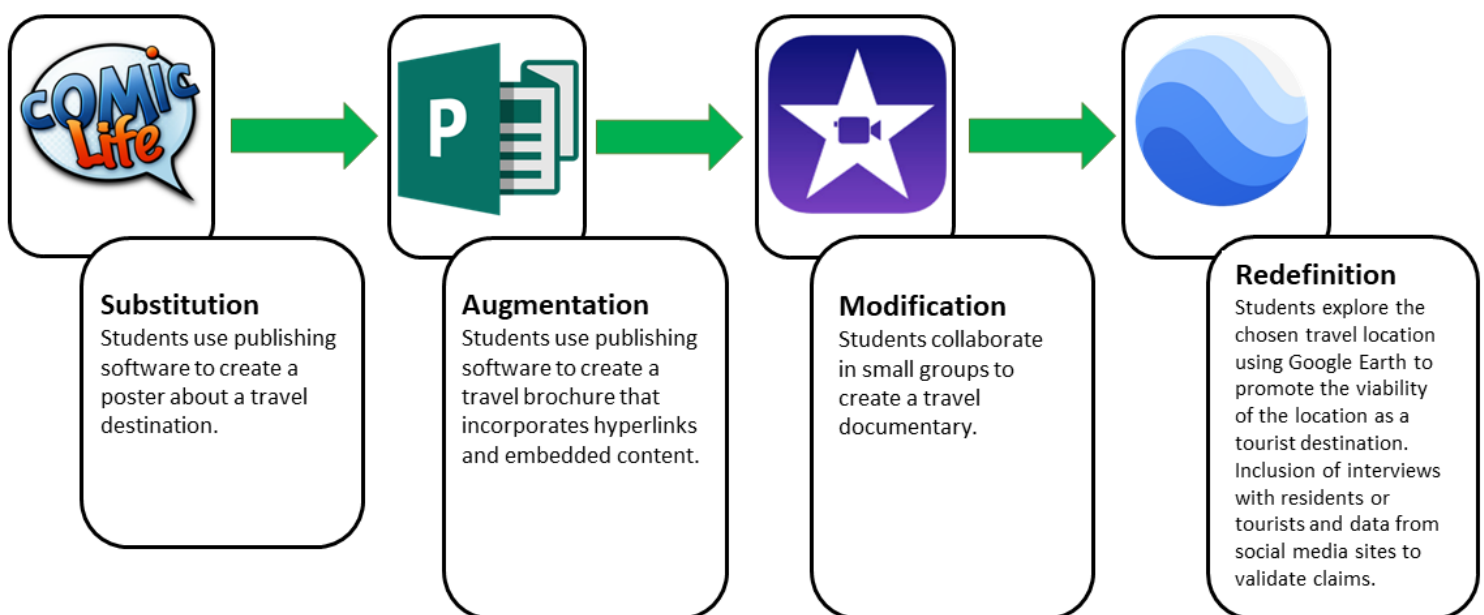 COMIC
Life
P
Substitution
Students use publishing
software to create a
poster about a travel
destination.
Augmentation
Students use publishing
software to create a
travel brochure that
incorporates hyperlinks
and embedded content.
Modification
Students collaborate
in small groups to
create a travel
documentary.
Redefinition
Students explore the
chosen travel location
using Google Earth to
promote the viability
of the location as a
tourist destination.
Inclusion of interviews
with residents or
tourists and data from
social media sites to
validate claims.